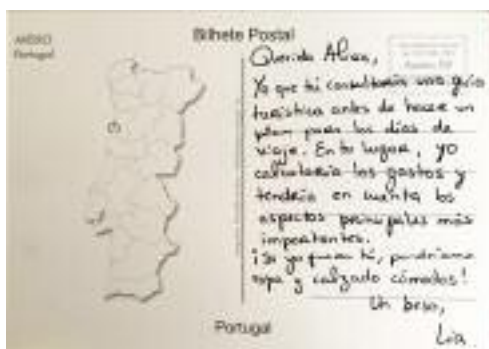 AVEIRO
Portugal
Bilhete Postal
Querida Alicia,
Yo que tú consultaría una guía
turística antes de hacer un
plan para los días de
viaje. En tu lugar, yo
calcularía los gastos y
tendría en cuenta los
aspectos principales más
importantes.
¡Si yo fuera tú, pondríame
ropa y calzado cómodos!
Un beso,
Lia
Portugal